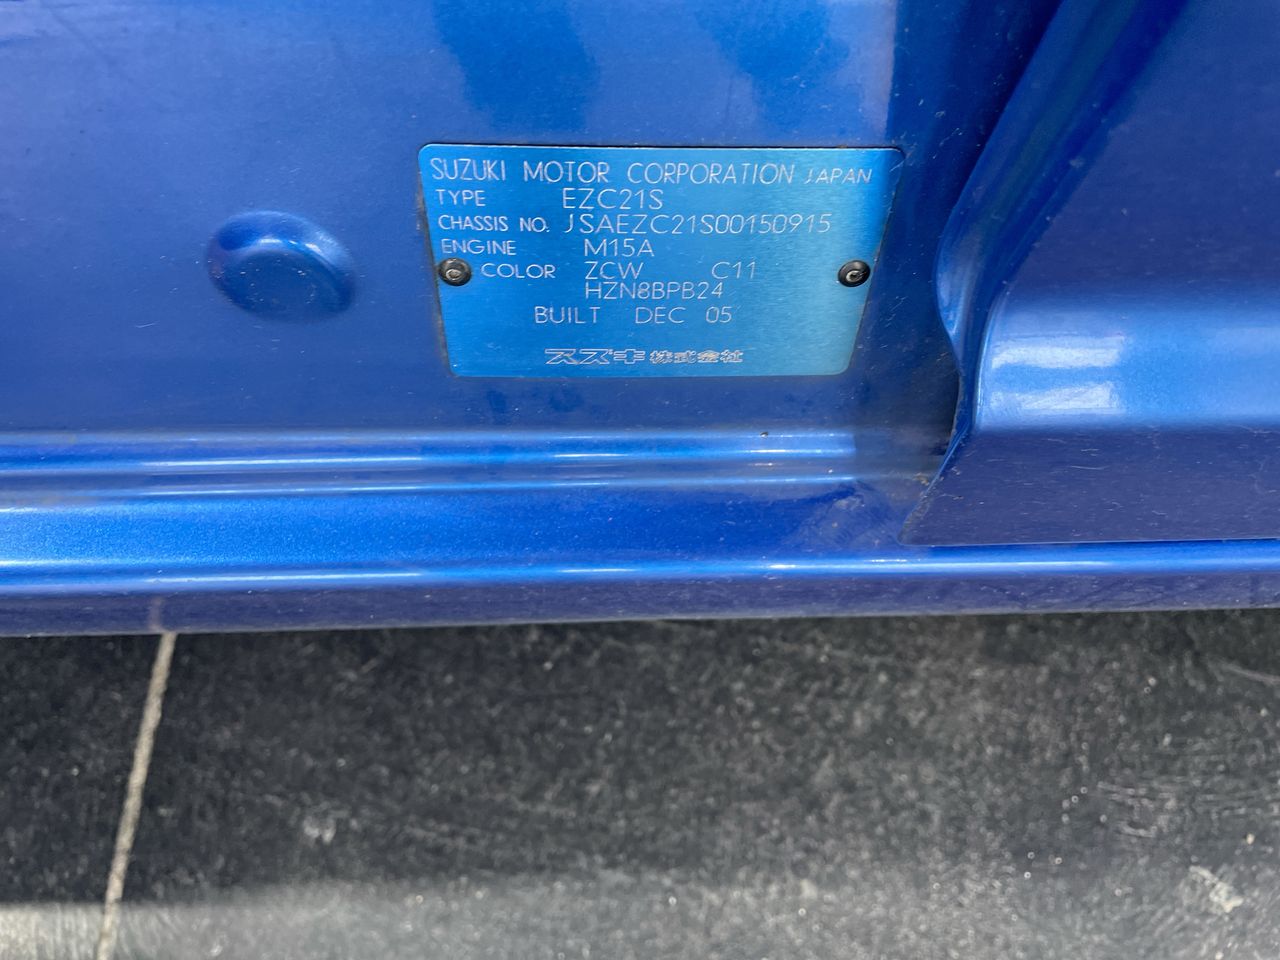 SUZUKI MOTOR CORPORATION JAPAN
TYPE EZC21S
CHASSIS NO. JSAEZC21S00150915
ENGINE M15A
COLOR ZCW C11
HZN8BPB24
BUILT DEC 05
スズキ株式会社